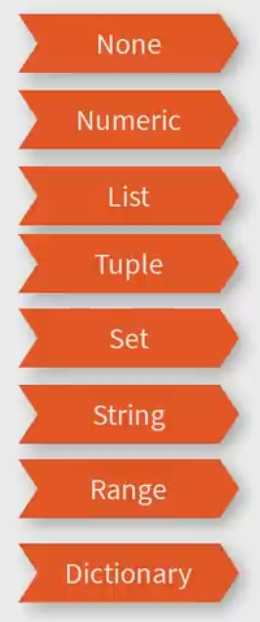 None
Numeric
List
Tuple
Set
String
Range
Dictionary